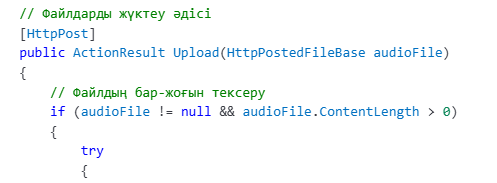 // Файлдарды жүктеу әдісі
[HttpPost]
public ActionResult Upload(HttpPostedFileBase audioFile)
{
// Файлдың бар-жоғын тексеру
if (audioFile != null && audioFile.ContentLength > 0)
{
try
{